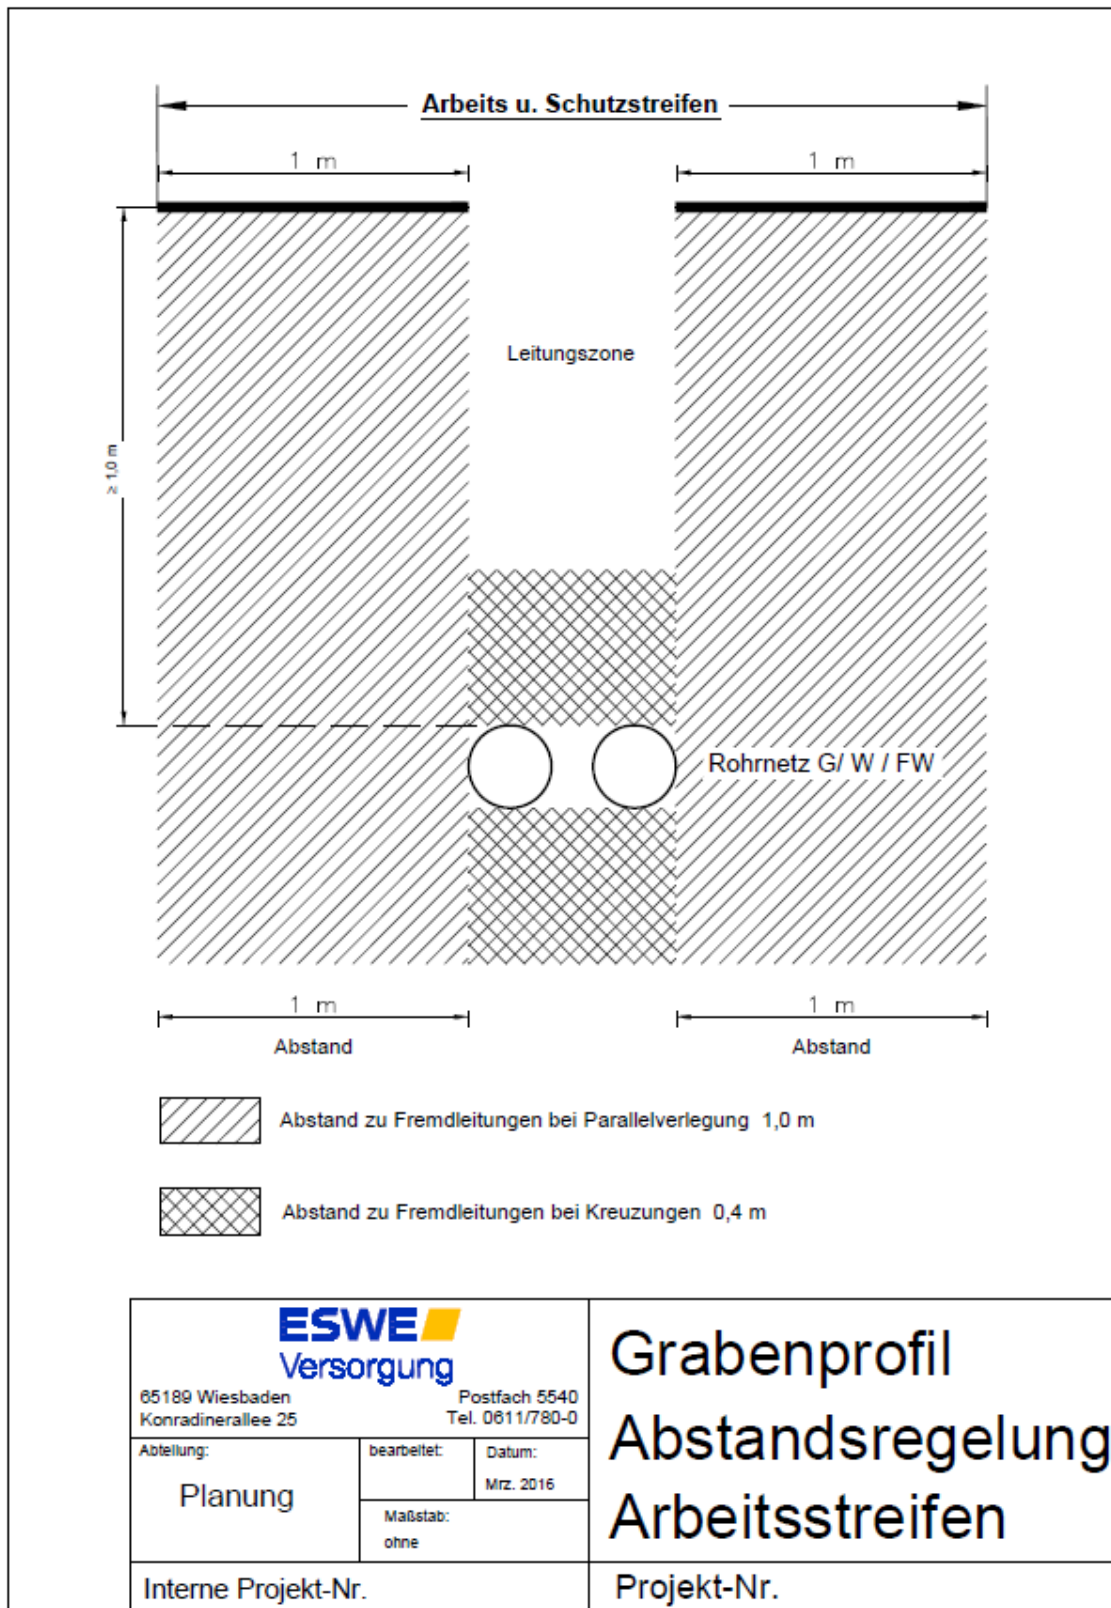 Arbeits u. Schutzstreifen
1 m
1 m
Leitungszone
≥ 1,0 m
Rohrnetz G/ W / FW
1 m
1 m
Abstand
Abstand
Abstand zu Fremdleitungen bei Parallelverlegung 1,0 m
Abstand zu Fremdleitungen bei Kreuzungen 0,4 m
ESWE
Versorgung
65189 Wiesbaden
Postfach 5540
Konradinerallee 25
Tel. 0611/780-0
Abteilung:
Planung
bearbeitet:
Datum:
Mrz. 2016
Maßstab:
ohne
Grabenprofil
Abstandsregelung
Arbeitsstreifen
Interne Projekt-Nr.
Projekt-Nr.